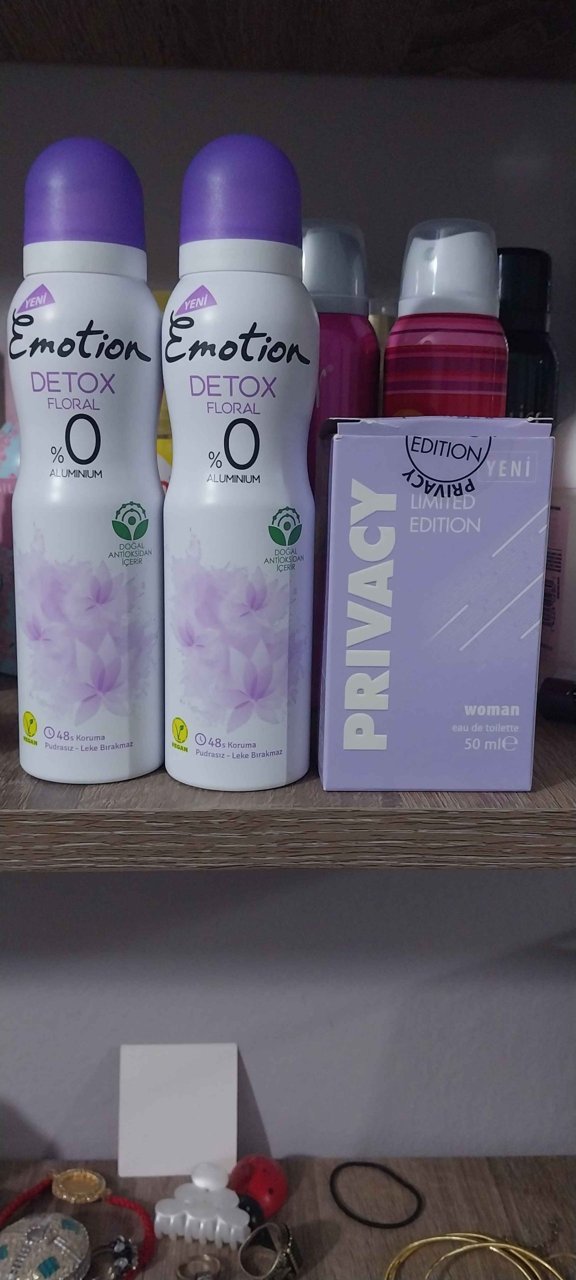 YENİ
Emotion
DETOX
FLORAL
%0
ALUMINIUM
DOĞAL
ANTİOKSİDAN
İÇERİR
VEGAN
48s Koruma
Pudrasız - Leke Bırakmaz
YENİ
Emotion
DETOX
FLORAL
%0
ALUMINIUM
DOĞAL
ANTİOKSİDAN
İÇERİR
VEGAN
48s Koruma
Pudrasız - Leke Bırakmaz
EDITION
PRIVACY
YENİ
LIMITED
EDITION
PRIVACY
woman
eau de toilette
50 ml℮